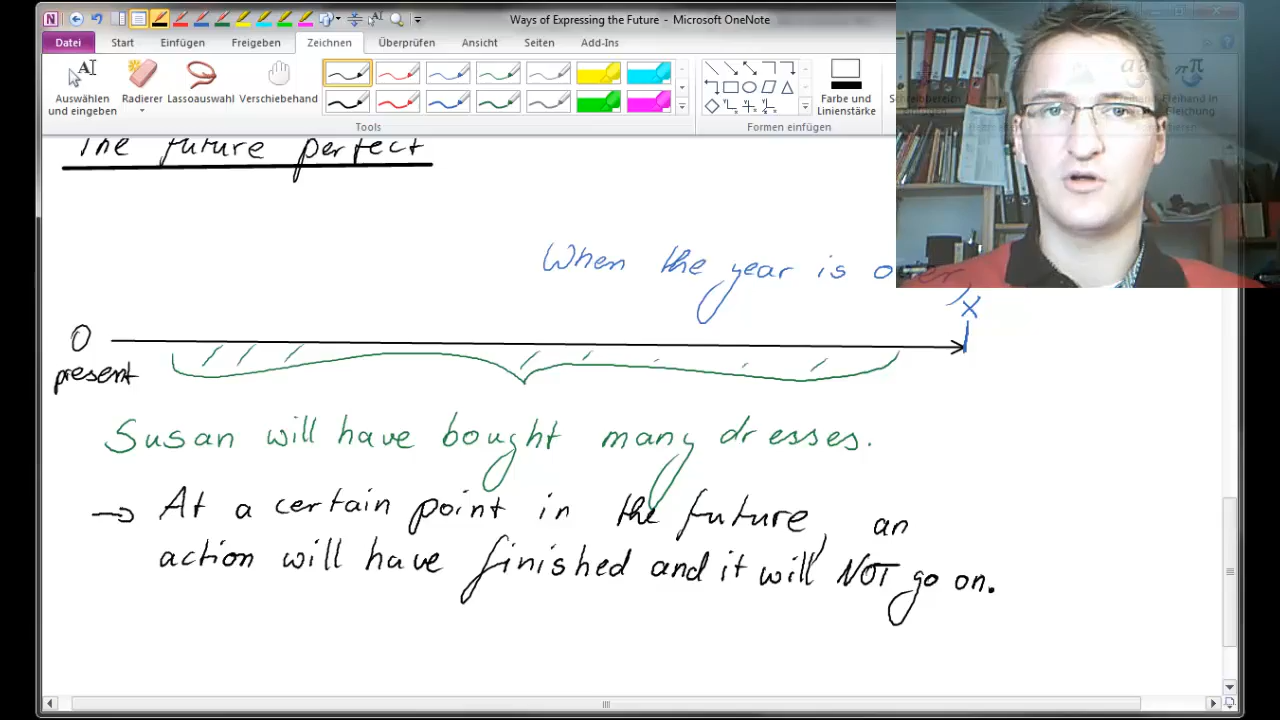 Ways of Expressing the Future - Microsoft OneNote
Datei Start Einfügen Freigeben Zeichnen Überprüfen Ansicht Seiten Add-Ins
Auswählen und eingeben
Radierer
Lassoauswahl
Verschiebehand
Farbe und Linienstärke
Tools
Formen einfügen
The future perfect
When the year is
X
0
present
Susan will have bought many dresses.
→ At a certain point in the future, an
action will have finished and it will NOT go on.